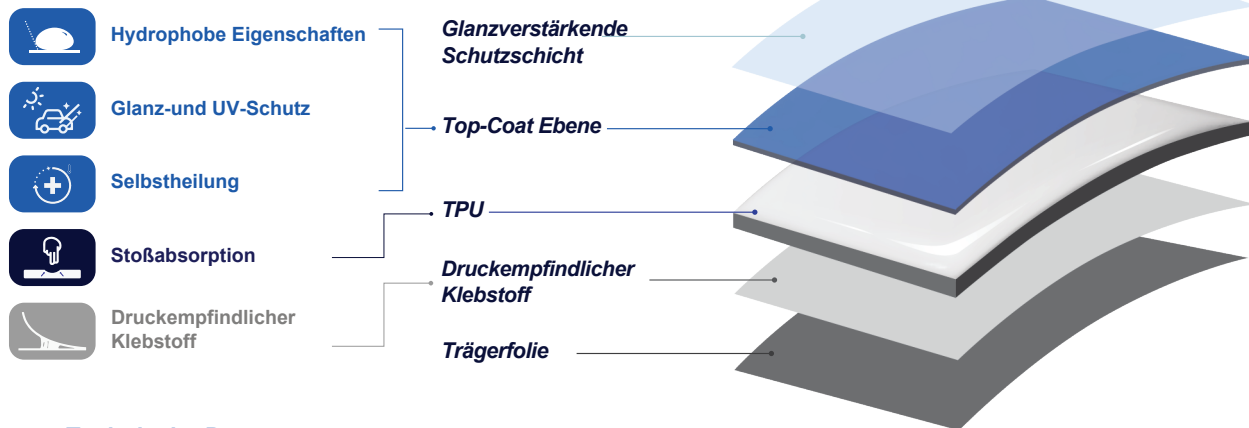 Hydrophobe Eigenschaften
Glanz-und UV-Schutz
Selbstheilung
Stoßabsorption
Druckempfindlicher
Klebstoff
Glanzverstärkende
Schutzschicht
Top-Coat Ebene
TPU
Druckempfindlicher
Klebstoff
Trägerfolie